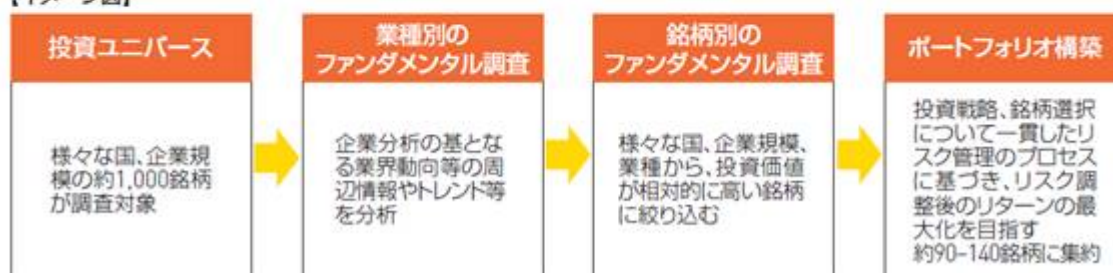 【イメージ図】
投資ユニバース
様々な国、企業規
模の約1,000銘柄
が調査対象
業種別の
ファンダメンタル調査
企業分析の基とな
る業界動向等の周
辺情報やトレンド等
を分析
銘柄別の
ファンダメンタル調査
様々な国、企業規模、
業種から、投資価値
が相対的に高い銘柄
に絞り込む
ポートフォリオ構築
投資戦略、銘柄選択
について一貫したリ
スク管理のプロセス
に基づき、リスク調
整後のリターンの最
大化を目指す
約90-140銘柄に集約